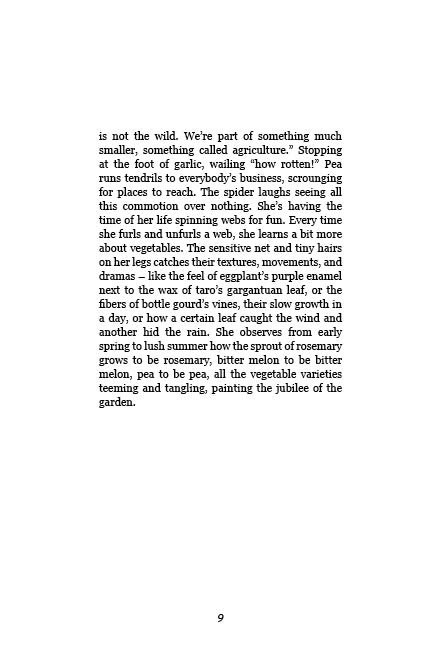 is not the wild. We’re part of something much
smaller, something called agriculture.” Stopping
at the foot of garlic, wailing “how rotten!” Pea
runs tendrils to everybody’s business, scrounging
for places to reach. The spider laughs seeing all
this commotion over nothing. She’s having the
time of her life spinning webs for fun. Every time
she furls and unfurls a web, she learns a bit more
about vegetables. The sensitive net and tiny hairs
on her legs catches their textures, movements, and
dramas – like the feel of eggplant’s purple enamel
next to the wax of taro’s gargantuan leaf, or the
fibers of bottle gourd’s vines, their slow growth in
a day, or how a certain leaf caught the wind and
another hid the rain. She observes from early
spring to lush summer how the sprout of rosemary
grows to be rosemary, bitter melon to be bitter
melon, pea to be pea, all the vegetable varieties
teeming and tangling, painting the jubilee of the
garden.
9